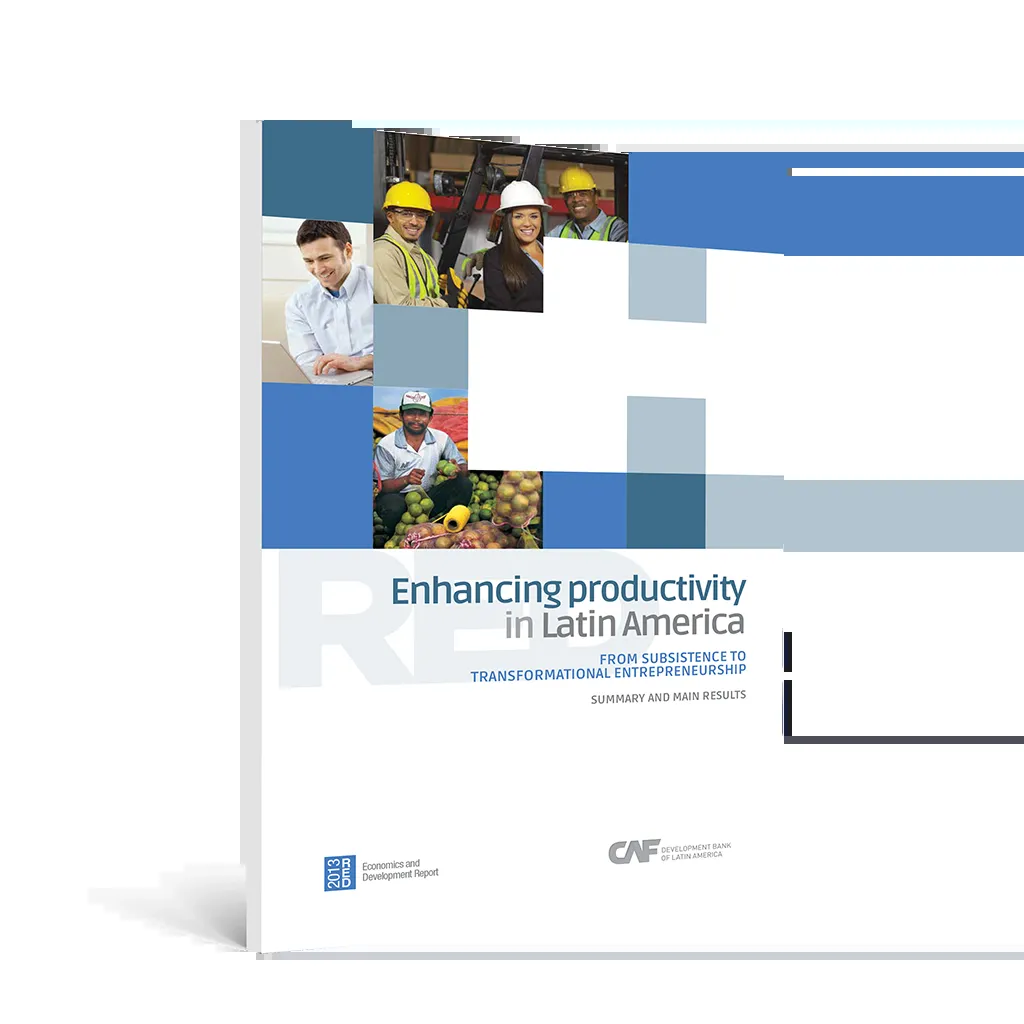 RED
Enhancing productivity
in Latin America
FROM SUBSISTENCE TO
TRANSFORMATIONAL ENTREPRENEURSHIP
SUMMARY AND MAIN RESULTS
2013
RED
Economics and
Development Report
CAF DEVELOPMENT BANK
OF LATIN AMERICA